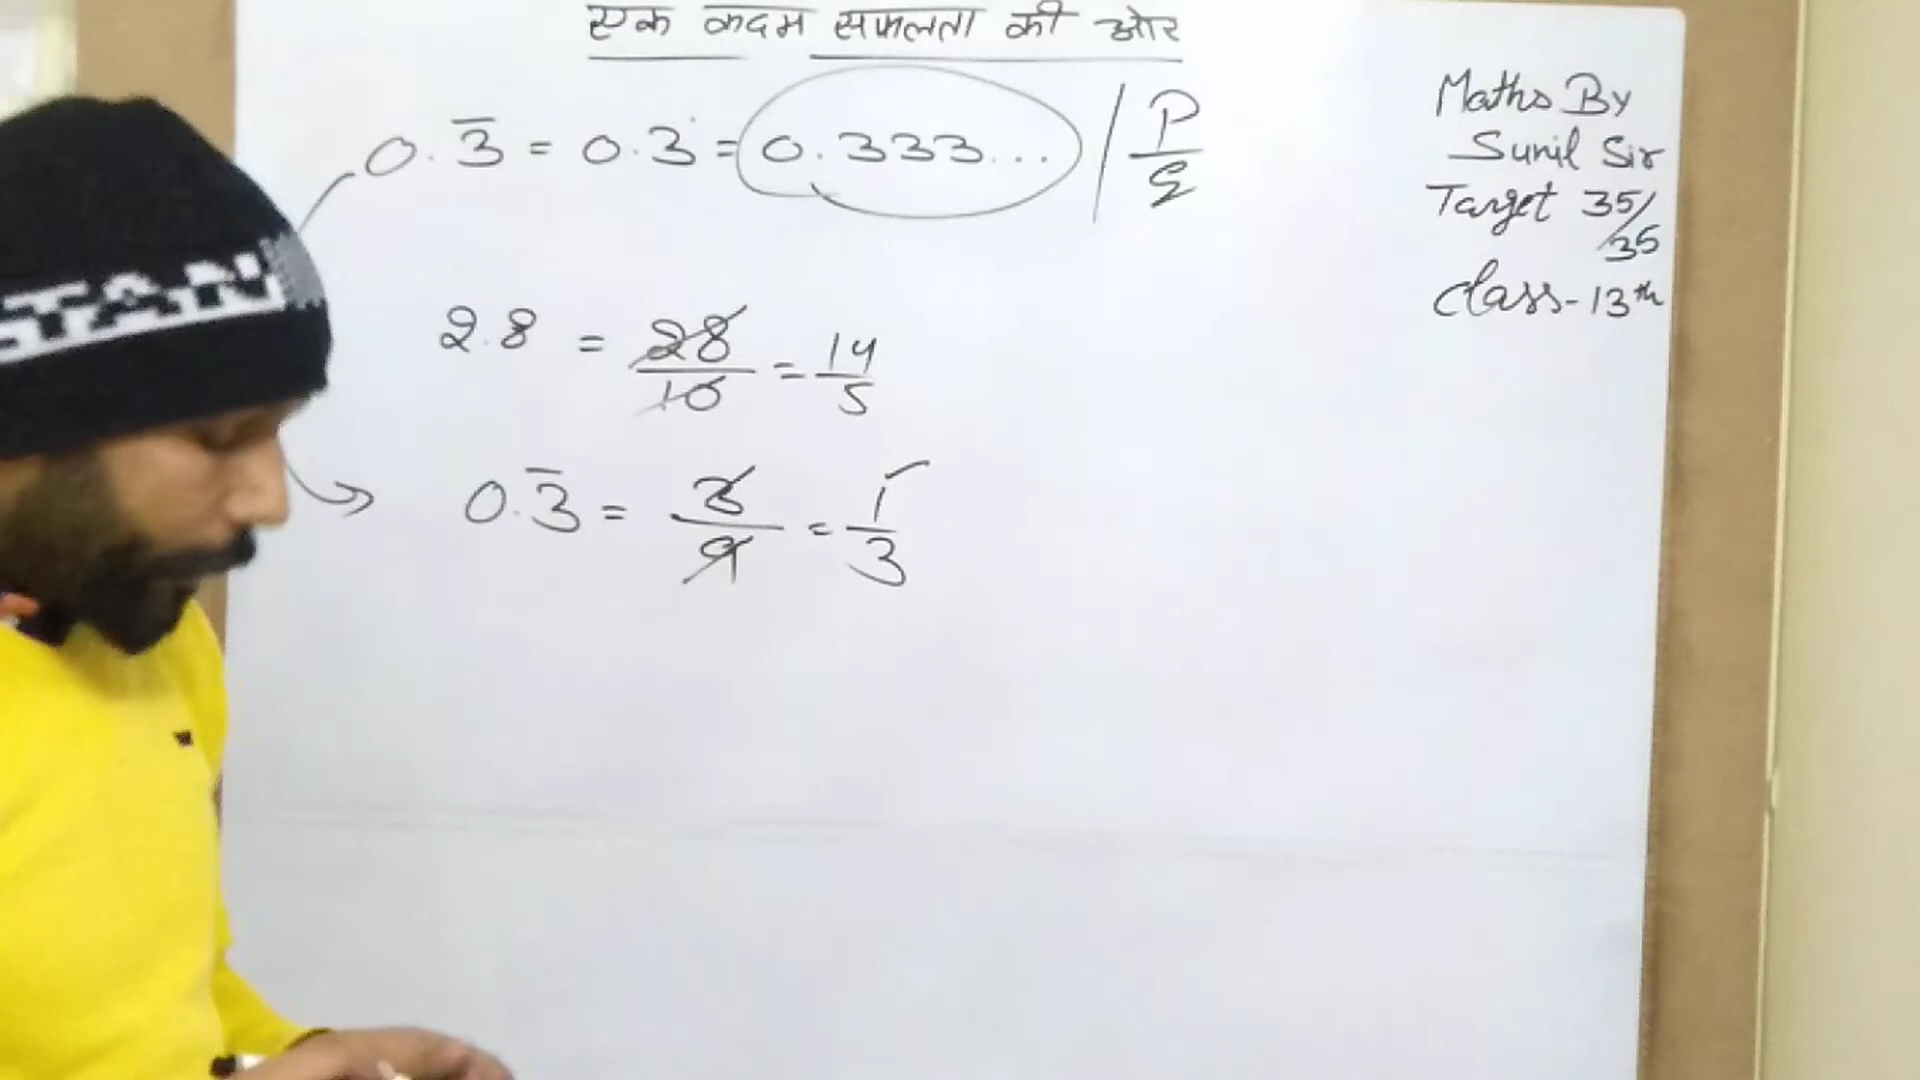 एक कदम सफलता की ओर
0.3̅ = 0.3̇ = 0.333... | P/q
2.8 = 28/10 = 14/5
0.3̅ = 3/9 = 1/3
Maths By
Sunil Sir
Target 35/35
Class-13th
TAN